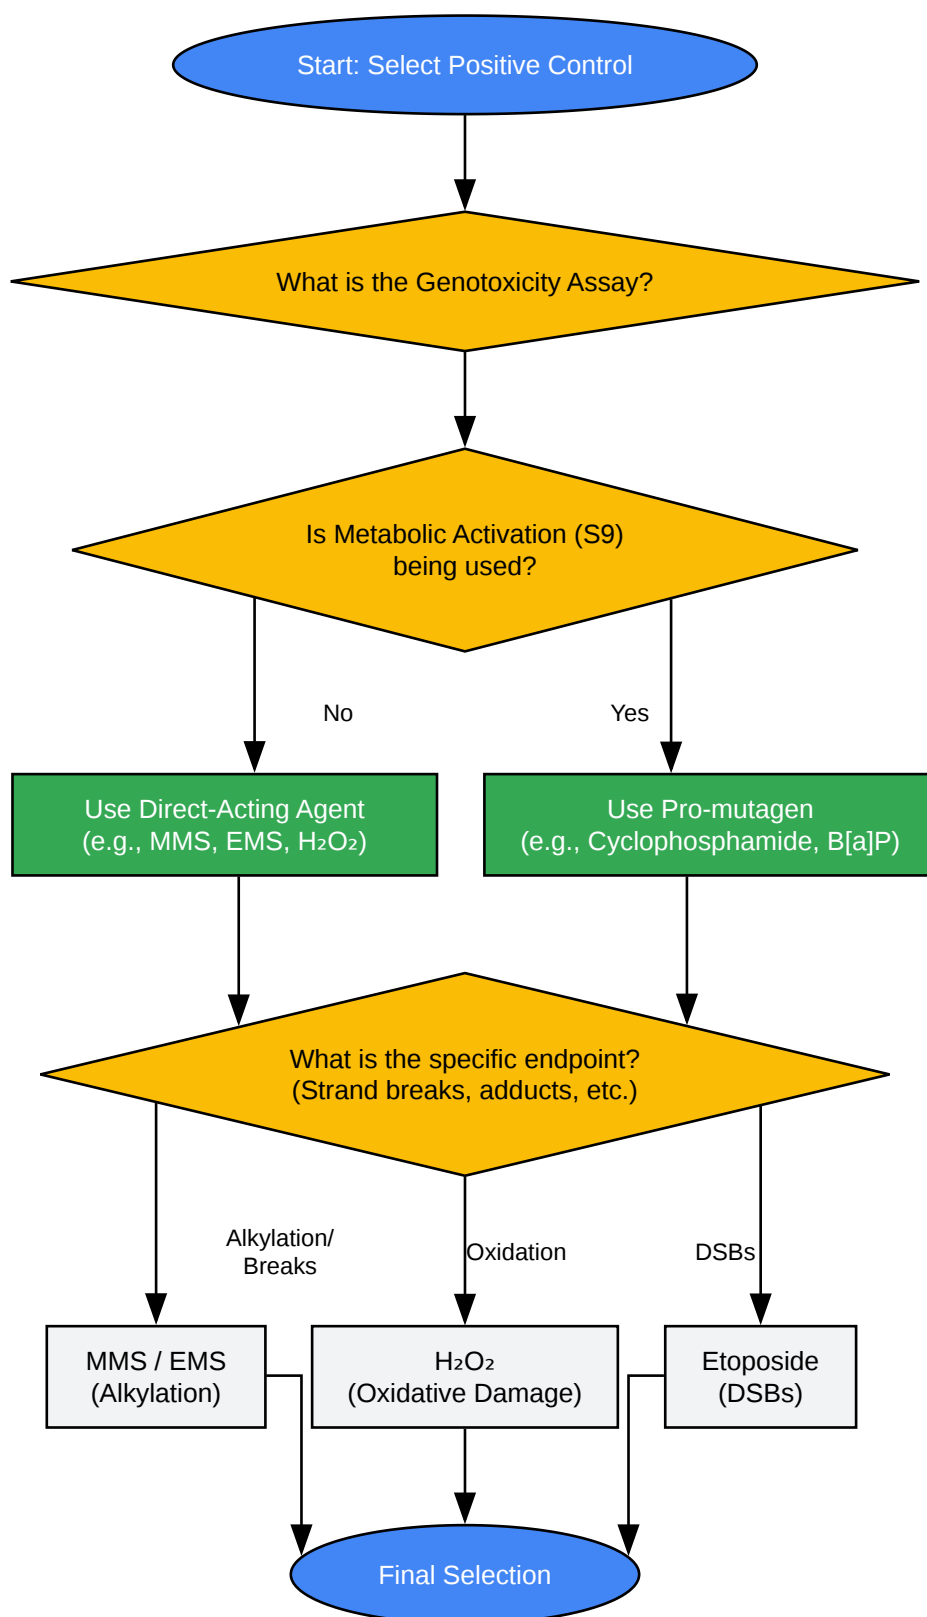 Start: Select Positive Control
What is the Genotoxicity Assay?
Is Metabolic Activation (S9)
being used?
No
Yes
Use Direct-Acting Agent
(e.g., MMS, EMS, H₂O₂)
Use Pro-mutagen
(e.g., Cyclophosphamide, B[a]P)
What is the specific endpoint?
(Strand breaks, adducts, etc.)
Alkylation/
Breaks
Oxidation
DSBs
MMS / EMS
(Alkylation)
H₂O₂
(Oxidative Damage)
Etoposide
(DSBs)
Final Selection